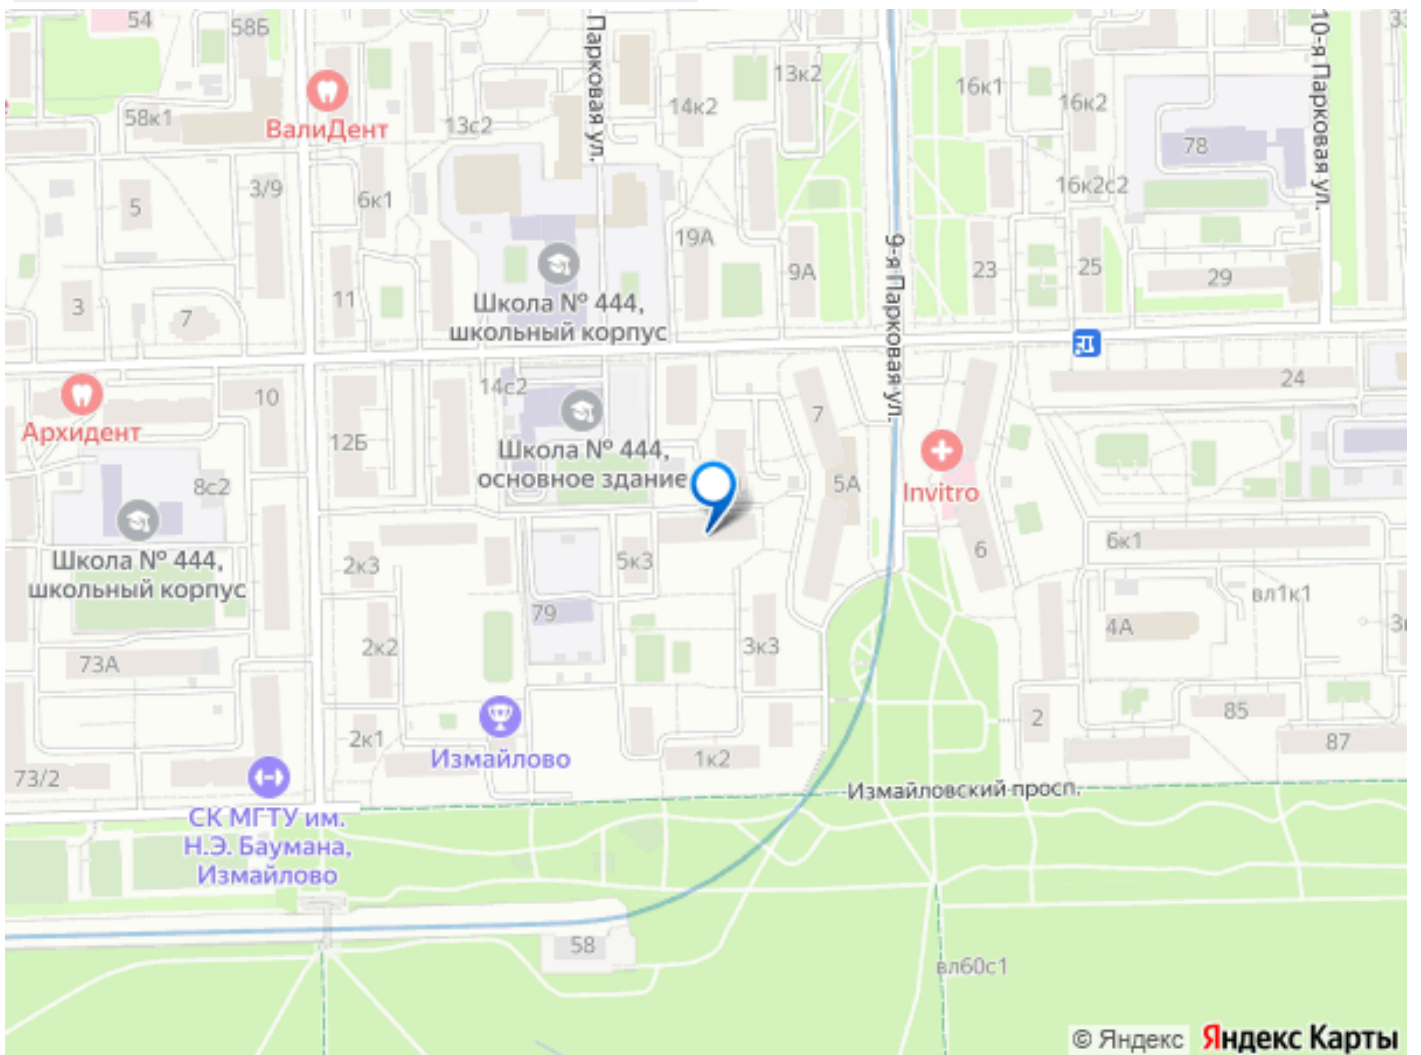 54
58Б
Парковая ул.
13к2
16к1
16к2
10-я Парковая ул.
58к1
ВалиДент
13с2
14к2
78
3/9
6к1
5
16к2с2
19А
9А
9-я Парковая ул.
23
25
29
3
7
11
Школа № 444,
школьный корпус
10
14с2
24
Архидент
12Б
Школа № 444,
основное здание
7
5А
Invitro
8с2
Школа № 444,
школьный корпус
2к3
5к3
6
6к1
вл1к1
79
4А
2к2
3к3
73А
2
85
2к1
Измайлово
1к2
87
73/2
Измайловский просп.
СК МГТУ им.
Н.Э. Баумана,
Измайлово
58
вл60с1
© Яндекс Яндекс Карты